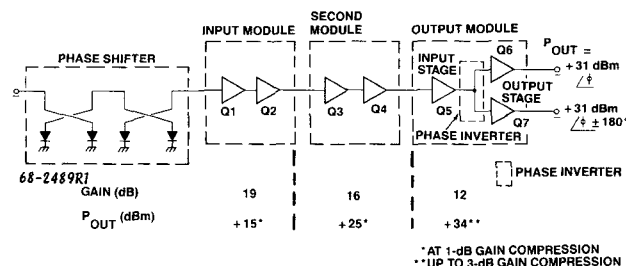 PHASE SHIFTER
INPUT MODULE
SECOND
MODULE
OUTPUT MODULE
INPUT
STAGE
Q1
Q2
Q3
Q4
Q5
Q6
Q7
P OUT =
+31 dBm
∠ϕ
OUTPUT
STAGE
+31 dBm
∠ϕ ± 180°
PHASE INVERTER
PHASE INVERTER
68-2489R1
GAIN (dB) 19 16 12
P OUT (dBm) +15* +25* +34**
*AT 1-dB GAIN COMPRESSION
**UP TO 3-dB GAIN COMPRESSION